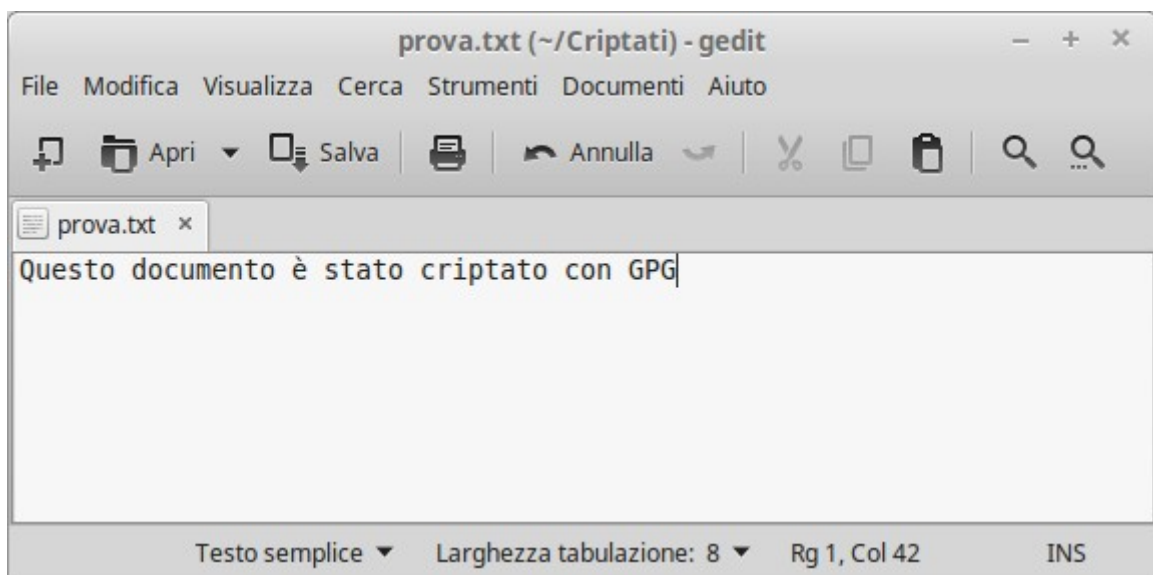 prova.txt (~/Criptati) - gedit
File Modifica Visualizza Cerca Strumenti Documenti Aiuto
Apri Salva Annulla
prova.txt
Questo documento è stato criptato con GPG
Testo semplice Larghezza tabulazione: 8 Rg 1, Col 42 INS